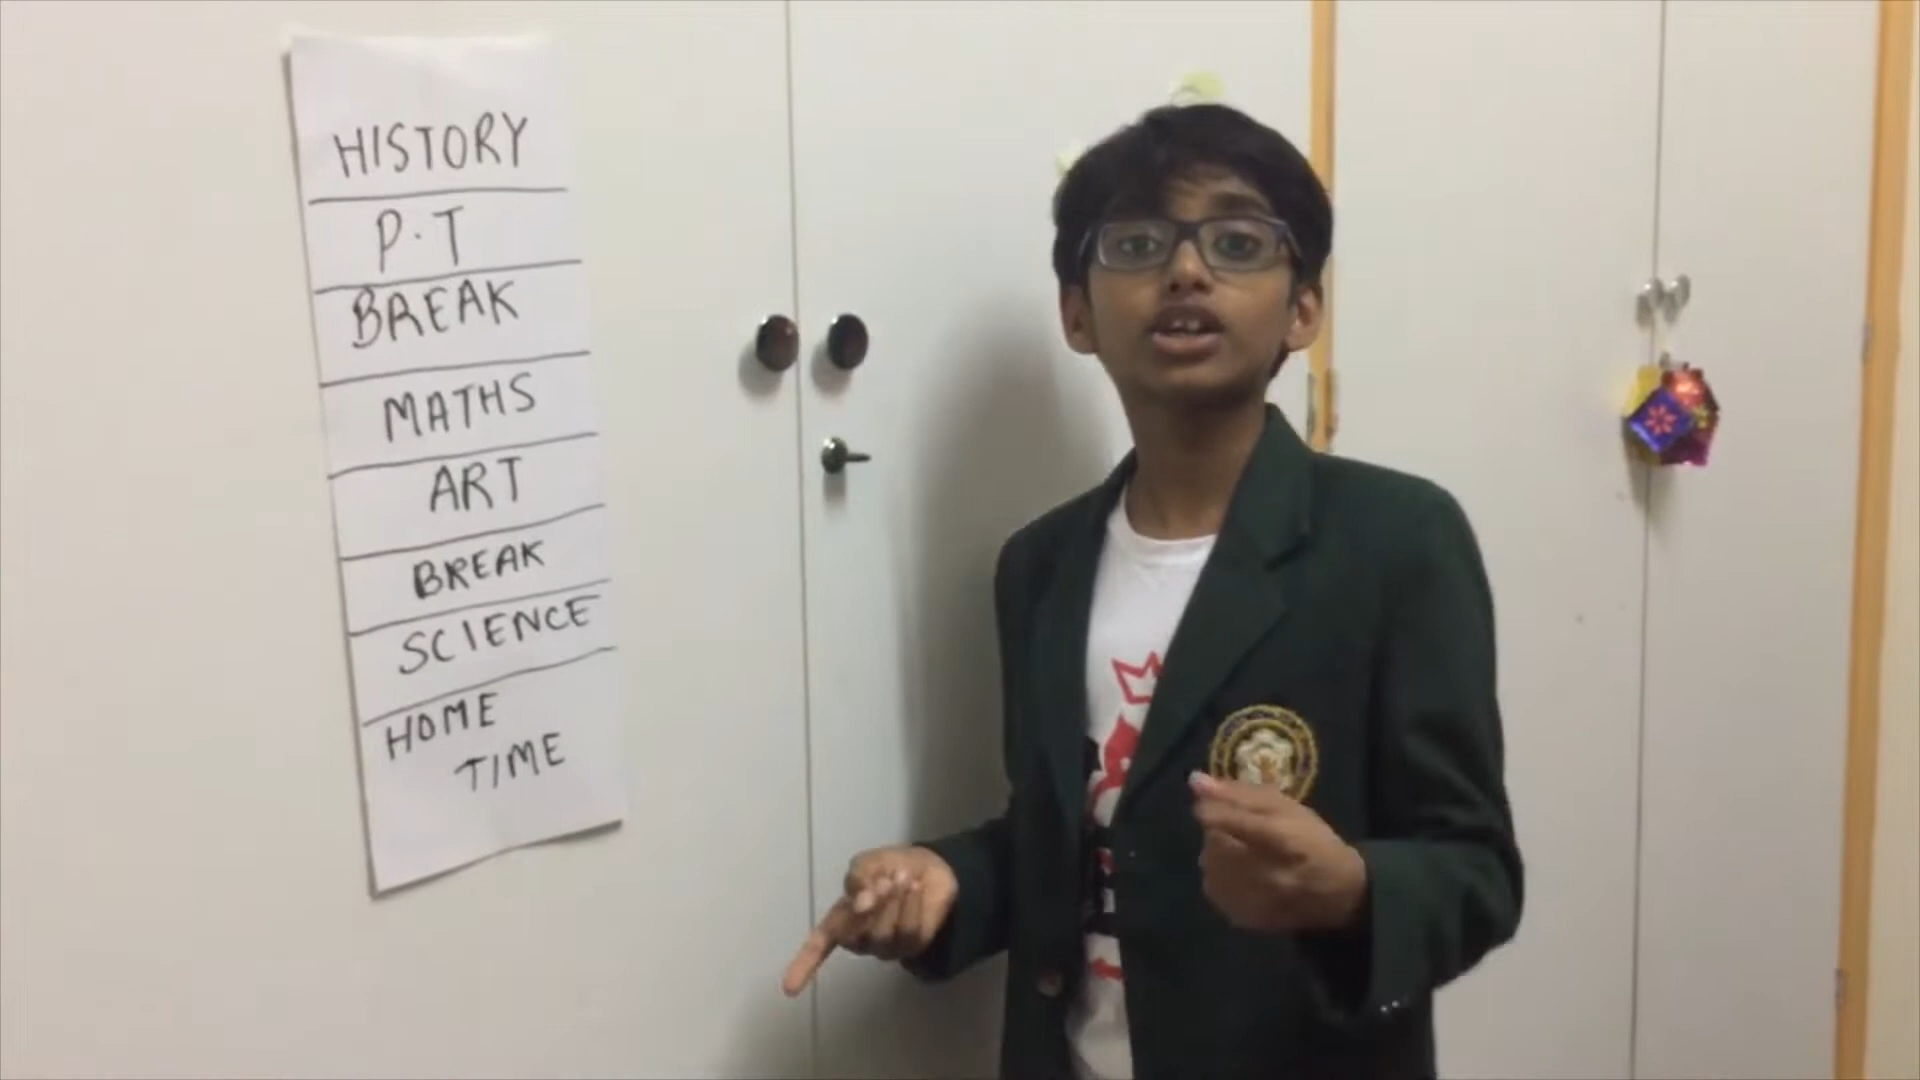 HISTORY
P.T
BREAK
MATHS
ART
BREAK
SCIENCE
HOME
TIME